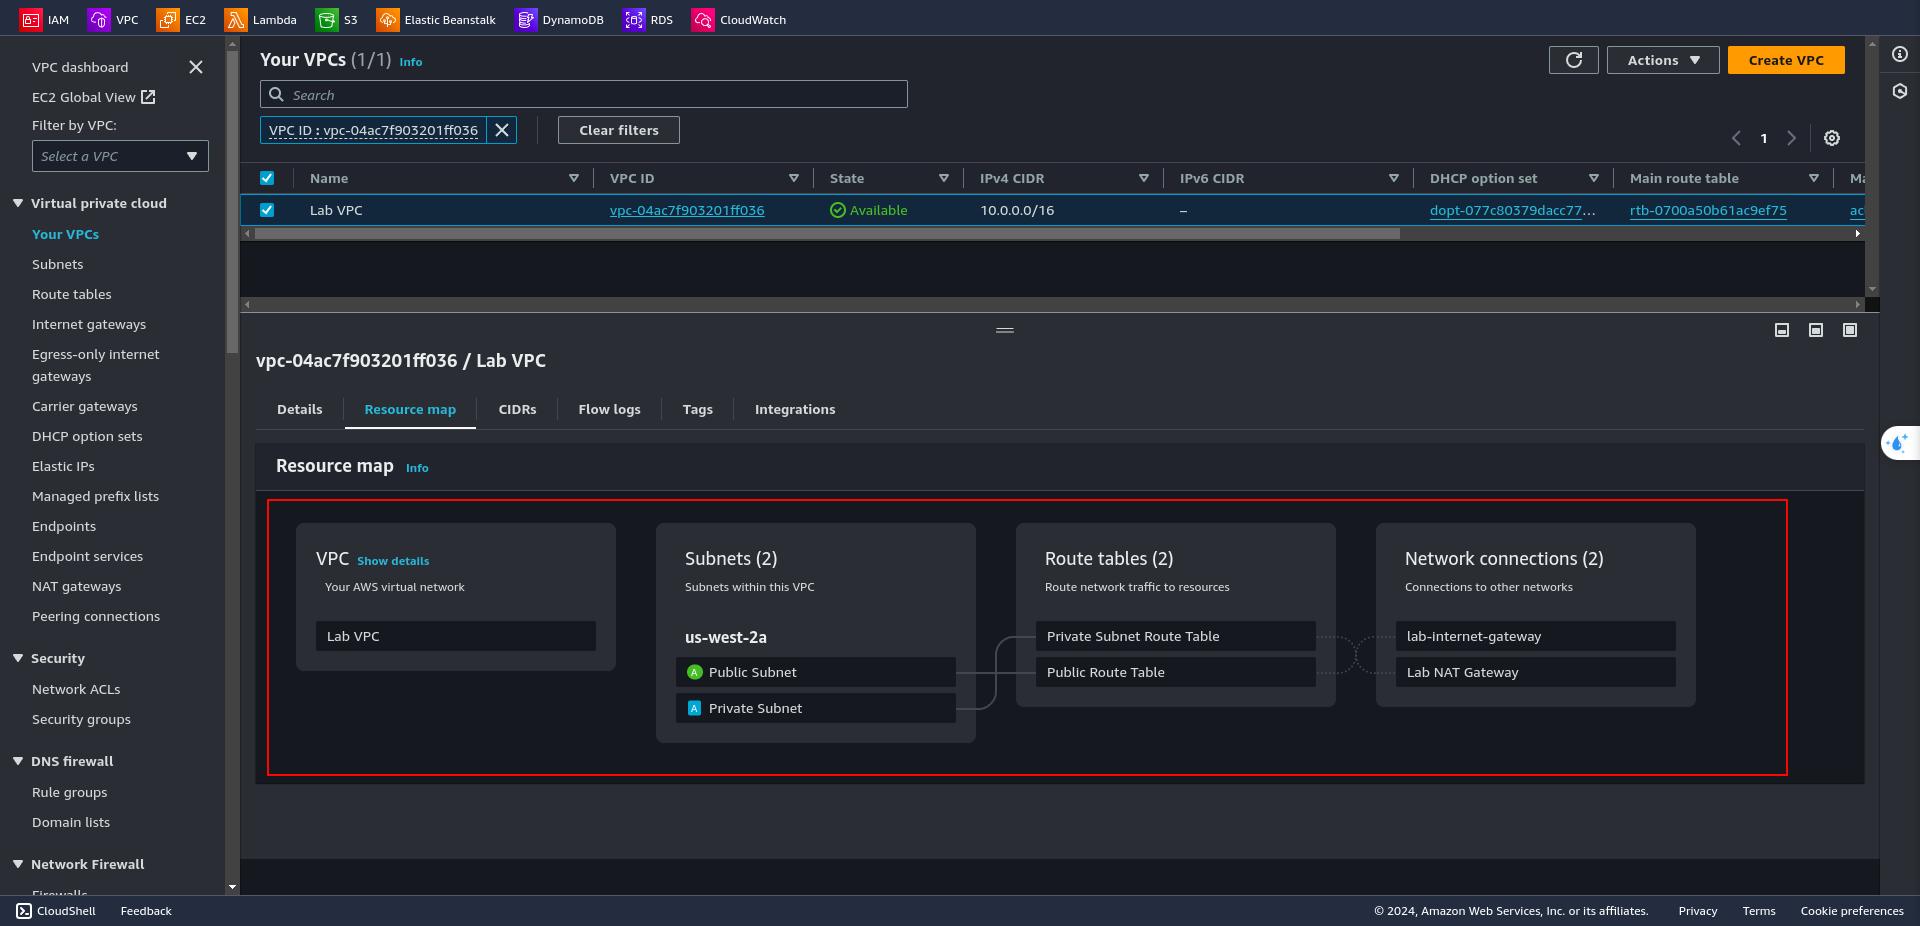 IAM VPC EC2 Lambda S3 Elastic Beanstalk DynamoDB RDS CloudWatch
VPC dashboard
EC2 Global View
Filter by VPC:
Select a VPC
Virtual private cloud
Your VPCs
Subnets
Route tables
Internet gateways
Egress-only internet
gateways
Carrier gateways
DHCP option sets
Elastic IPs
Managed prefix lists
Endpoints
Endpoint services
NAT gateways
Peering connections
Security
Network ACLs
Security groups
DNS firewall
Rule groups
Domain lists
Network Firewall
Firewalls
Your VPCs (1/1) Info
Actions
Create VPC
Search
VPC ID : vpc-04ac7f903201ff036
Clear filters
1
Name VPC ID State IPv4 CIDR IPv6 CIDR DHCP option set Main route table Ma
Lab VPC vpc-04ac7f903201ff036 Available 10.0.0.0/16 – dopt-077c80379dacc77... rtb-0700a50b61ac9ef75 ac
vpc-04ac7f903201ff036 / Lab VPC
Details Resource map CIDRs Flow logs Tags Integrations
Resource map Info
VPC Show details
Your AWS virtual network
Lab VPC
Subnets (2)
Subnets within this VPC
us-west-2a
A Public Subnet
A Private Subnet
Route tables (2)
Route network traffic to resources
Private Subnet Route Table
Public Route Table
Network connections (2)
Connections to other networks
lab-internet-gateway
Lab NAT Gateway
CloudShell Feedback © 2024, Amazon Web Services, Inc. or its affiliates. Privacy Terms Cookie preferences